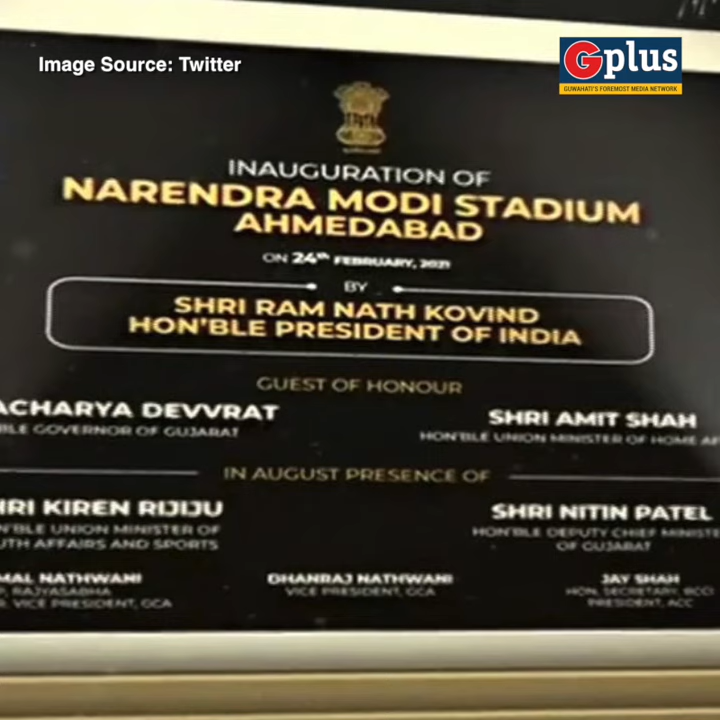 Image Source: Twitter
Gplus
GUWAHATI'S FOREMOST MEDIA NETWORK
INAUGURATION OF
NARENDRA MODI STADIUM
AHMEDABAD
ON 24th FEBRUARY, 2021
BY
SHRI RAM NATH KOVIND
HON'BLE PRESIDENT OF INDIA
GUEST OF HONOUR
ACHARYA DEVVRAT
BLE GOVERNOR OF GUJARAT
SHRI AMIT SHAH
HON'BLE UNION MINISTER OF HOME AF
IN AUGUST PRESENCE OF
HRI KIREN RIJIJU
N'BLE UNION MINISTER OF
UTH AFFAIRS AND SPORTS
SHRI NITIN PATEL
HON'BLE DEPUTY CHIEF MINISTE
OF GUJARAT
MAL NATHWANI
P, RAJYASABHA
R. VICE PRESIDENT, GCA
DHANRAJ NATHWANI
VICE PRESIDENT, GCA
JAY SHAH
HON. SECRETARY, BCCI
PRESIDENT, ACC